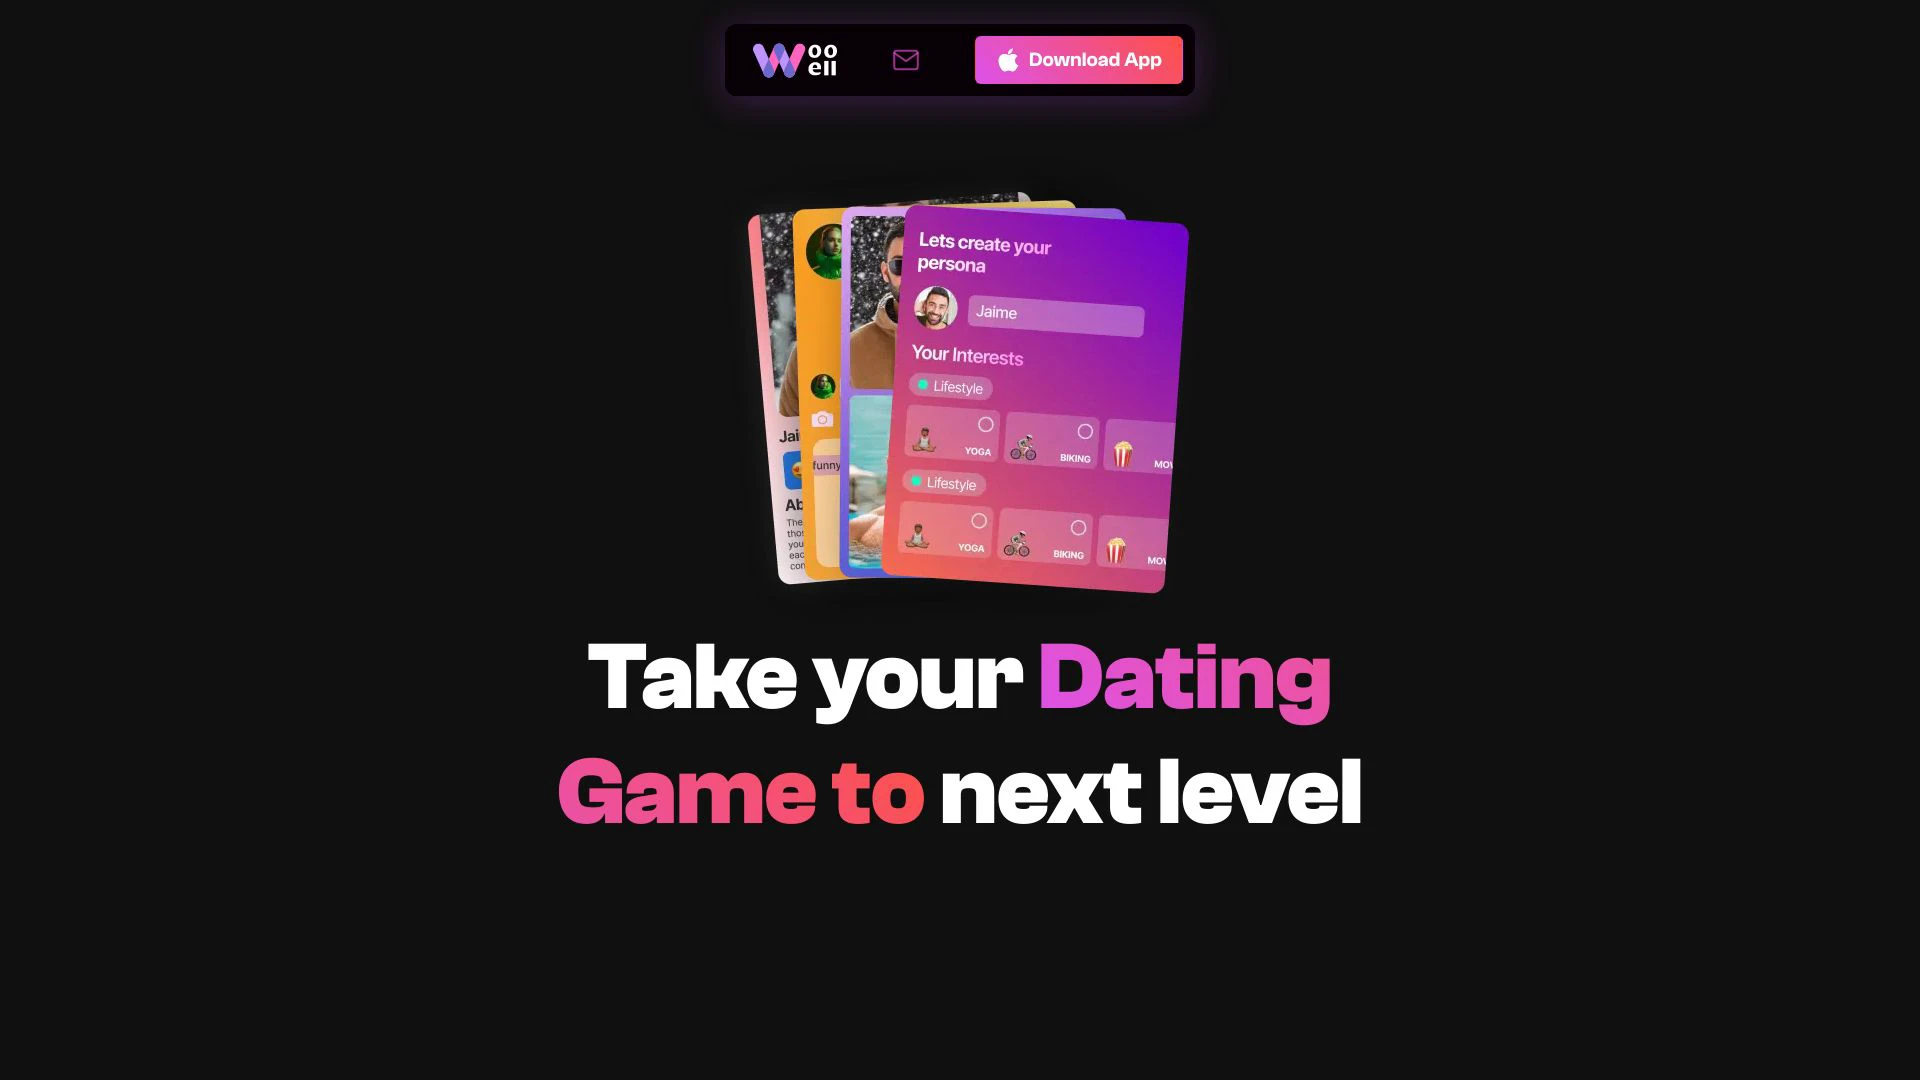 Woo
ell
Download App
Lets create your
persona
Jaime
Your Interests
Lifestyle
YOGA
BIKING
MOV
Lifestyle
YOGA
BIKING
MOV
Jai
funny
Ab
The
thos
you
eac
con
Take your Dating
Game to next level